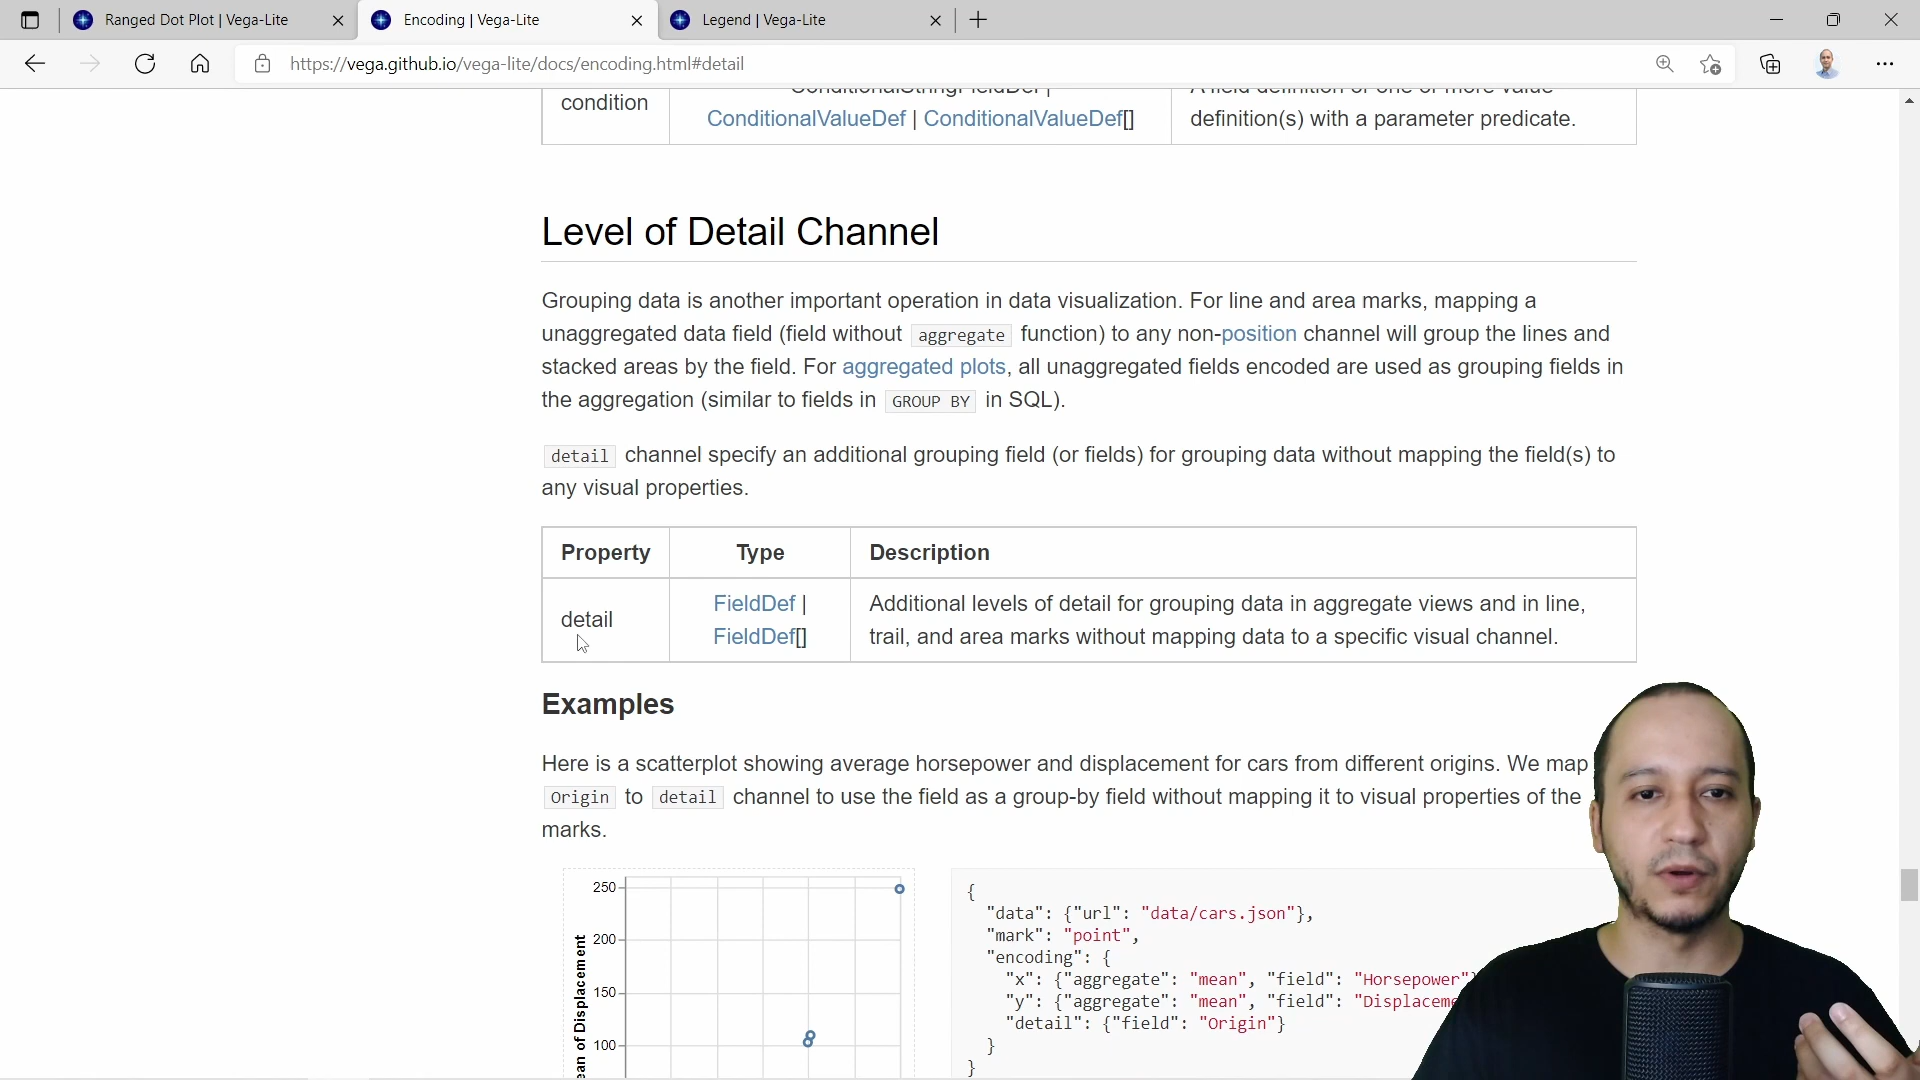 Ranged Dot Plot | Vega-Lite
Encoding | Vega-Lite
Legend | Vega-Lite
https://vega.github.io/vega-lite/docs/encoding.html#detail
condition
ConditionalStringFieldDef |
ConditionalValueDef | ConditionalValueDef[]
A field definition or one or more value
definition(s) with a parameter predicate.
Level of Detail Channel
Grouping data is another important operation in data visualization. For line and area marks, mapping a
unaggregated data field (field without aggregate function) to any non-position channel will group the lines and
stacked areas by the field. For aggregated plots, all unaggregated fields encoded are used as grouping fields in
the aggregation (similar to fields in GROUP BY in SQL).
detail channel specify an additional grouping field (or fields) for grouping data without mapping the field(s) to
any visual properties.
Property Type Description
detail
FieldDef |
FieldDef[]
Additional levels of detail for grouping data in aggregate views and in line,
trail, and area marks without mapping data to a specific visual channel.
Examples
Here is a scatterplot showing average horsepower and displacement for cars from different origins. We map
Origin to detail channel to use the field as a group-by field without mapping it to visual properties of the
marks.
250
200
150
100
of Displacement
{
"data": {"url": "data/cars.json"},
"mark": "point",
"encoding": {
"x": {"aggregate": "mean", "field": "Horsepower"
"y": {"aggregate": "mean", "field": "Displaceme
"detail": {"field": "Origin"}
}
}